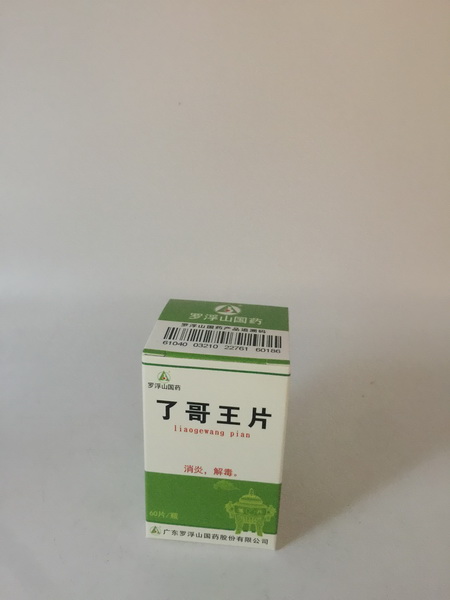 罗浮山国药
罗浮山国药产品追溯码
61040 03210 22761 60186
罗浮山国药
了哥王片
liaogewang pian
消炎，解毒。
60片/瓶
广东罗浮山国药股份有限公司